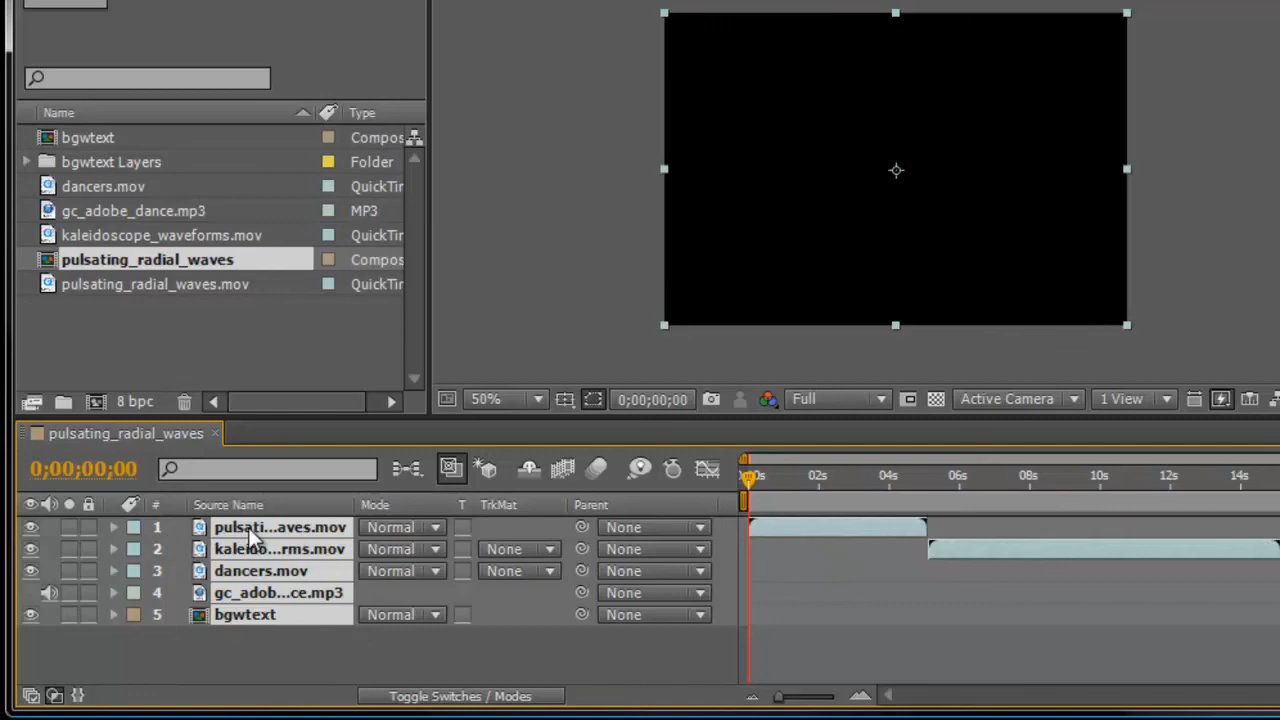 Name Type
bgwtext Compos
bgwtext Layers Folder
dancers.mov QuickTir
gc_adobe_dance.mp3 MP3
kaleidoscope_waveforms.mov QuickTir
pulsating_radial_waves Compos
pulsating_radial_waves.mov QuickTir
8 bpc
50% 0;00;00;00 Full Active Camera 1 View
pulsating_radial_waves
0;00;00;00
0s 02s 04s 06s 08s 10s 12s 14s
# Source Name Mode T TrkMat Parent
1 pulsati...aves.mov Normal None
2 kaleido...rms.mov Normal None None
3 dancers.mov Normal None None
4 gc_adob...ce.mp3 None
5 bgwtext Normal None
Toggle Switches / Modes